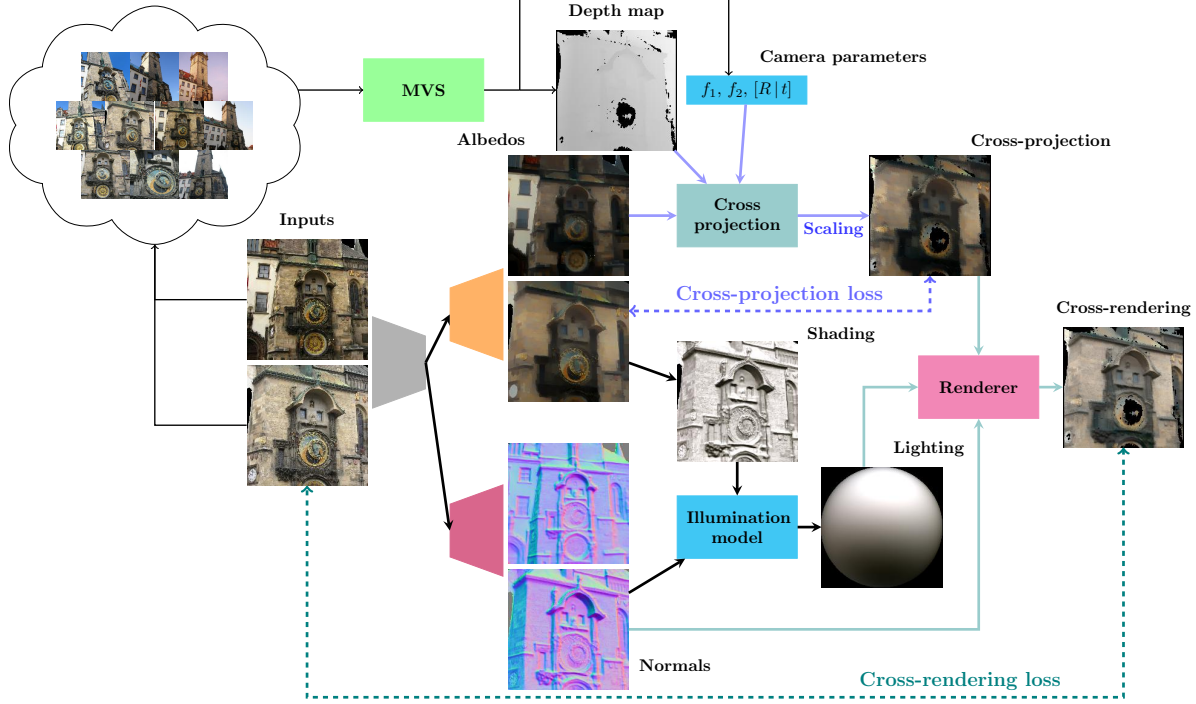 Depth map
Camera parameters
MVS
f₁, f₂, [R | t]
Albedos
Cross-projection
Cross
projection
Scaling
Inputs
Cross-projection loss
Shading
Cross-rendering
Renderer
Lighting
Illumination
model
Normals
Cross-rendering loss